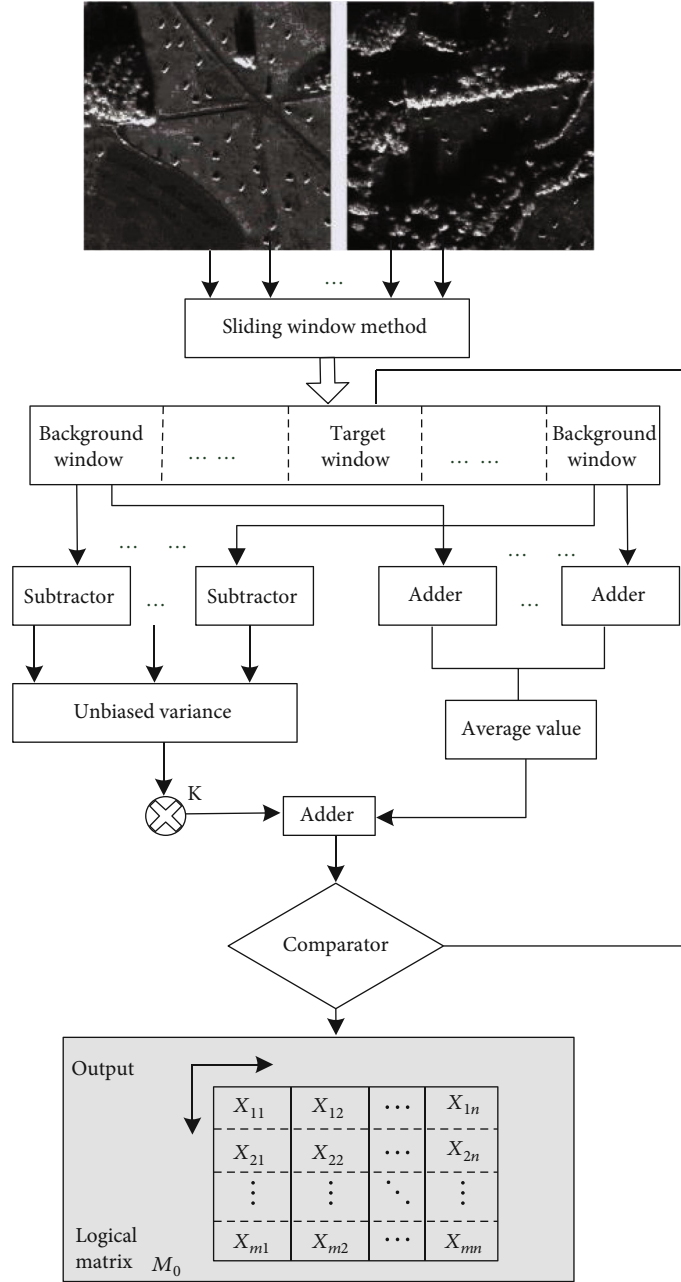 ...
Sliding window method
Background window
... ...
Target window
... ...
Background window
... ...
... ...
Subtractor
...
Subtractor
Adder
...
Adder
Unbiased variance
Average value
K
Adder
Comparator
Output
X11 X12 ... X1n
X21 X22 ... X2n
⋮ ⋮ ⋱ ⋮
Xm1 Xm2 ... Xmn
Logical matrix M0